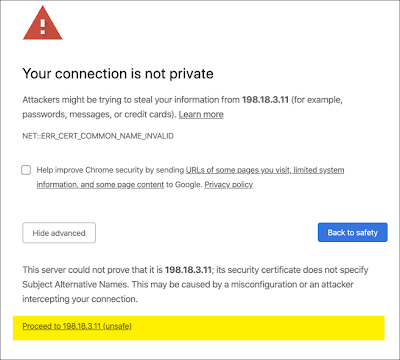 Your connection is not private
Attackers might be trying to steal your information from 198.18.3.11 (for example,
passwords, messages, or credit cards). Learn more
NET::ERR_CERT_COMMON_NAME_INVALID
Help improve Chrome security by sending URLs of some pages you visit, limited system
information, and some page content to Google. Privacy policy
Hide advanced
Back to safety
This server could not prove that it is 198.18.3.11; its security certificate does not specify
Subject Alternative Names. This may be caused by a misconfiguration or an attacker
intercepting your connection.
Proceed to 198.18.3.11 (unsafe)